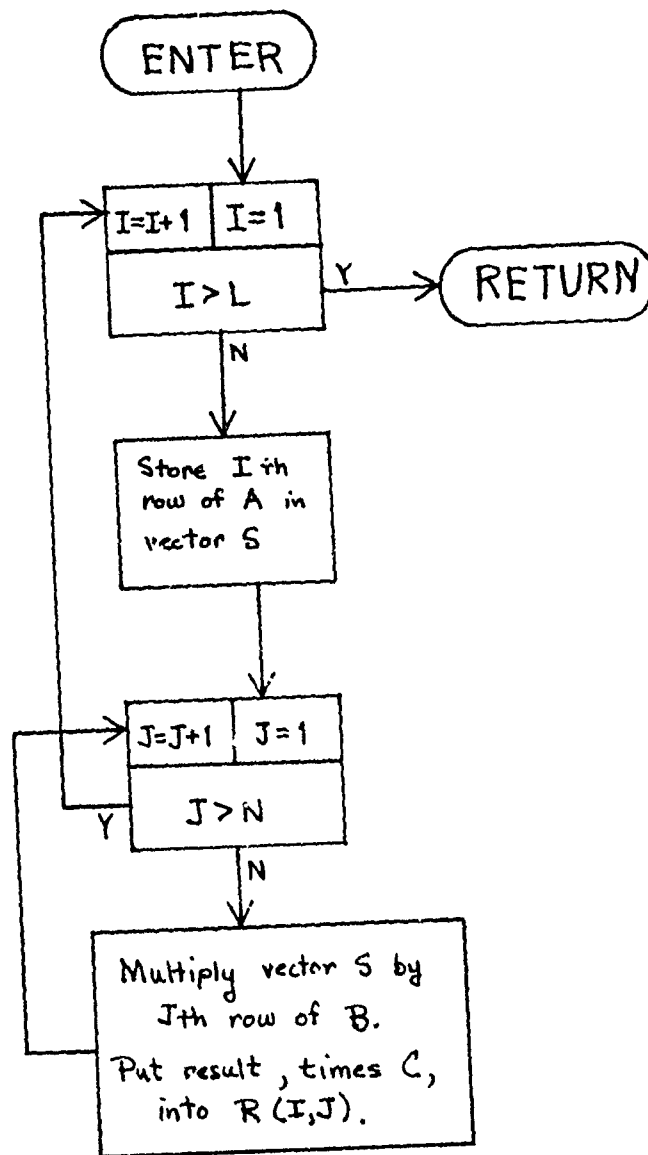 ENTER
I=I+1
I=1
I>L
Y
RETURN
N
Store I th
row of A in
vector S
J=J+1
J=1
J>N
Y
N
Multiply vector S by
Jth row of B.
Put result, times C,
into R(I,J).